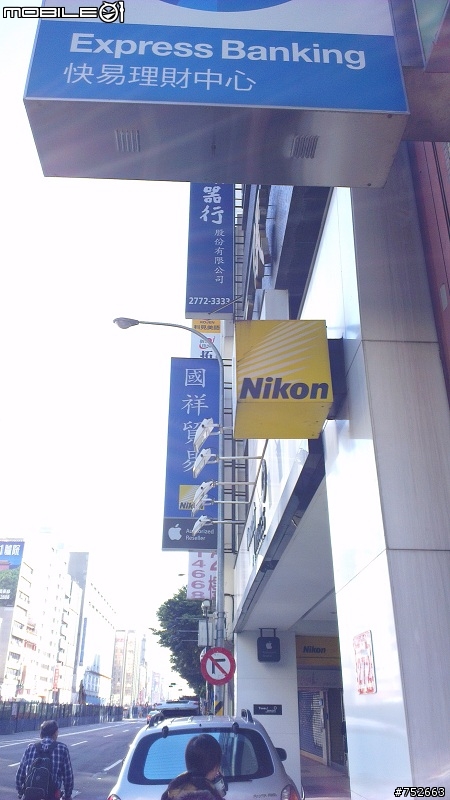 MOBILE01
Express Banking
快易理財中心
器行
股份有限公司
2772-3333
Nikon
國祥貿易
Nikon
Authorized
Reseller
Nikon
#752663